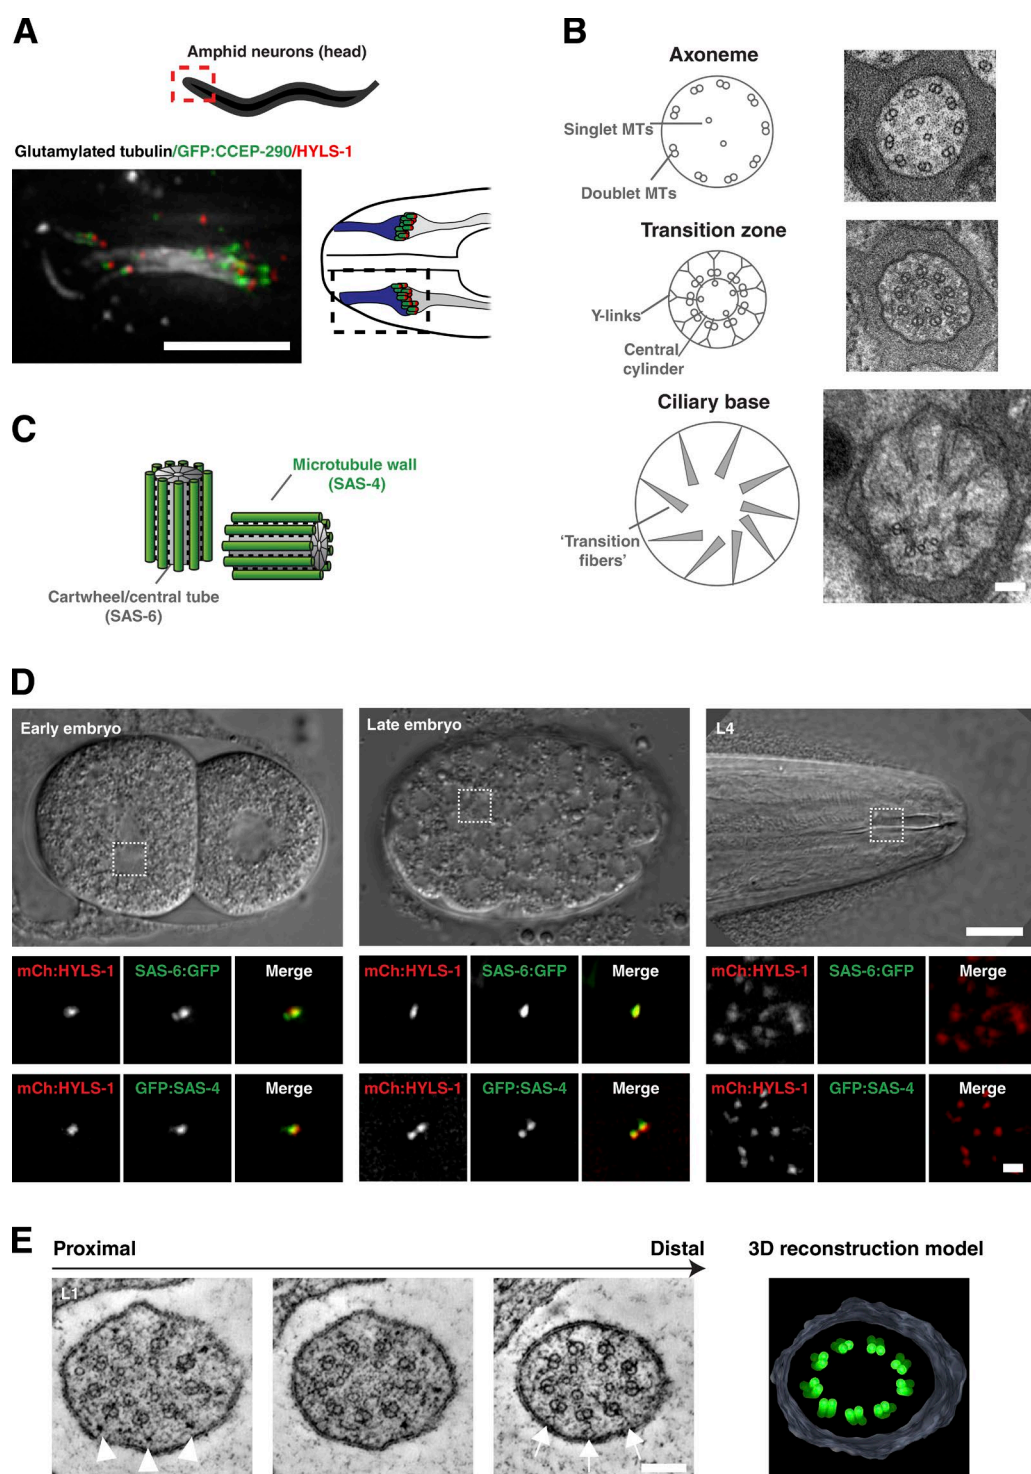 A
Amphid neurons (head)
Glutamylated tubulin/GFP:CCEP-290/HYLS-1
B
Axoneme
Singlet MTs
Doublet MTs
Transition zone
Y-links
Central
cylinder
Ciliary base
'Transition
fibers'
C
Microtubule wall
(SAS-4)
Cartwheel/central tube
(SAS-6)
D
Early embryo
Late embryo
L4
mCh:HYLS-1 SAS-6:GFP Merge mCh:HYLS-1 SAS-6:GFP Merge mCh:HYLS-1 SAS-6:GFP Merge
mCh:HYLS-1 GFP:SAS-4 Merge mCh:HYLS-1 GFP:SAS-4 Merge mCh:HYLS-1 GFP:SAS-4 Merge
E
Proximal Distal 3D reconstruction model
L1